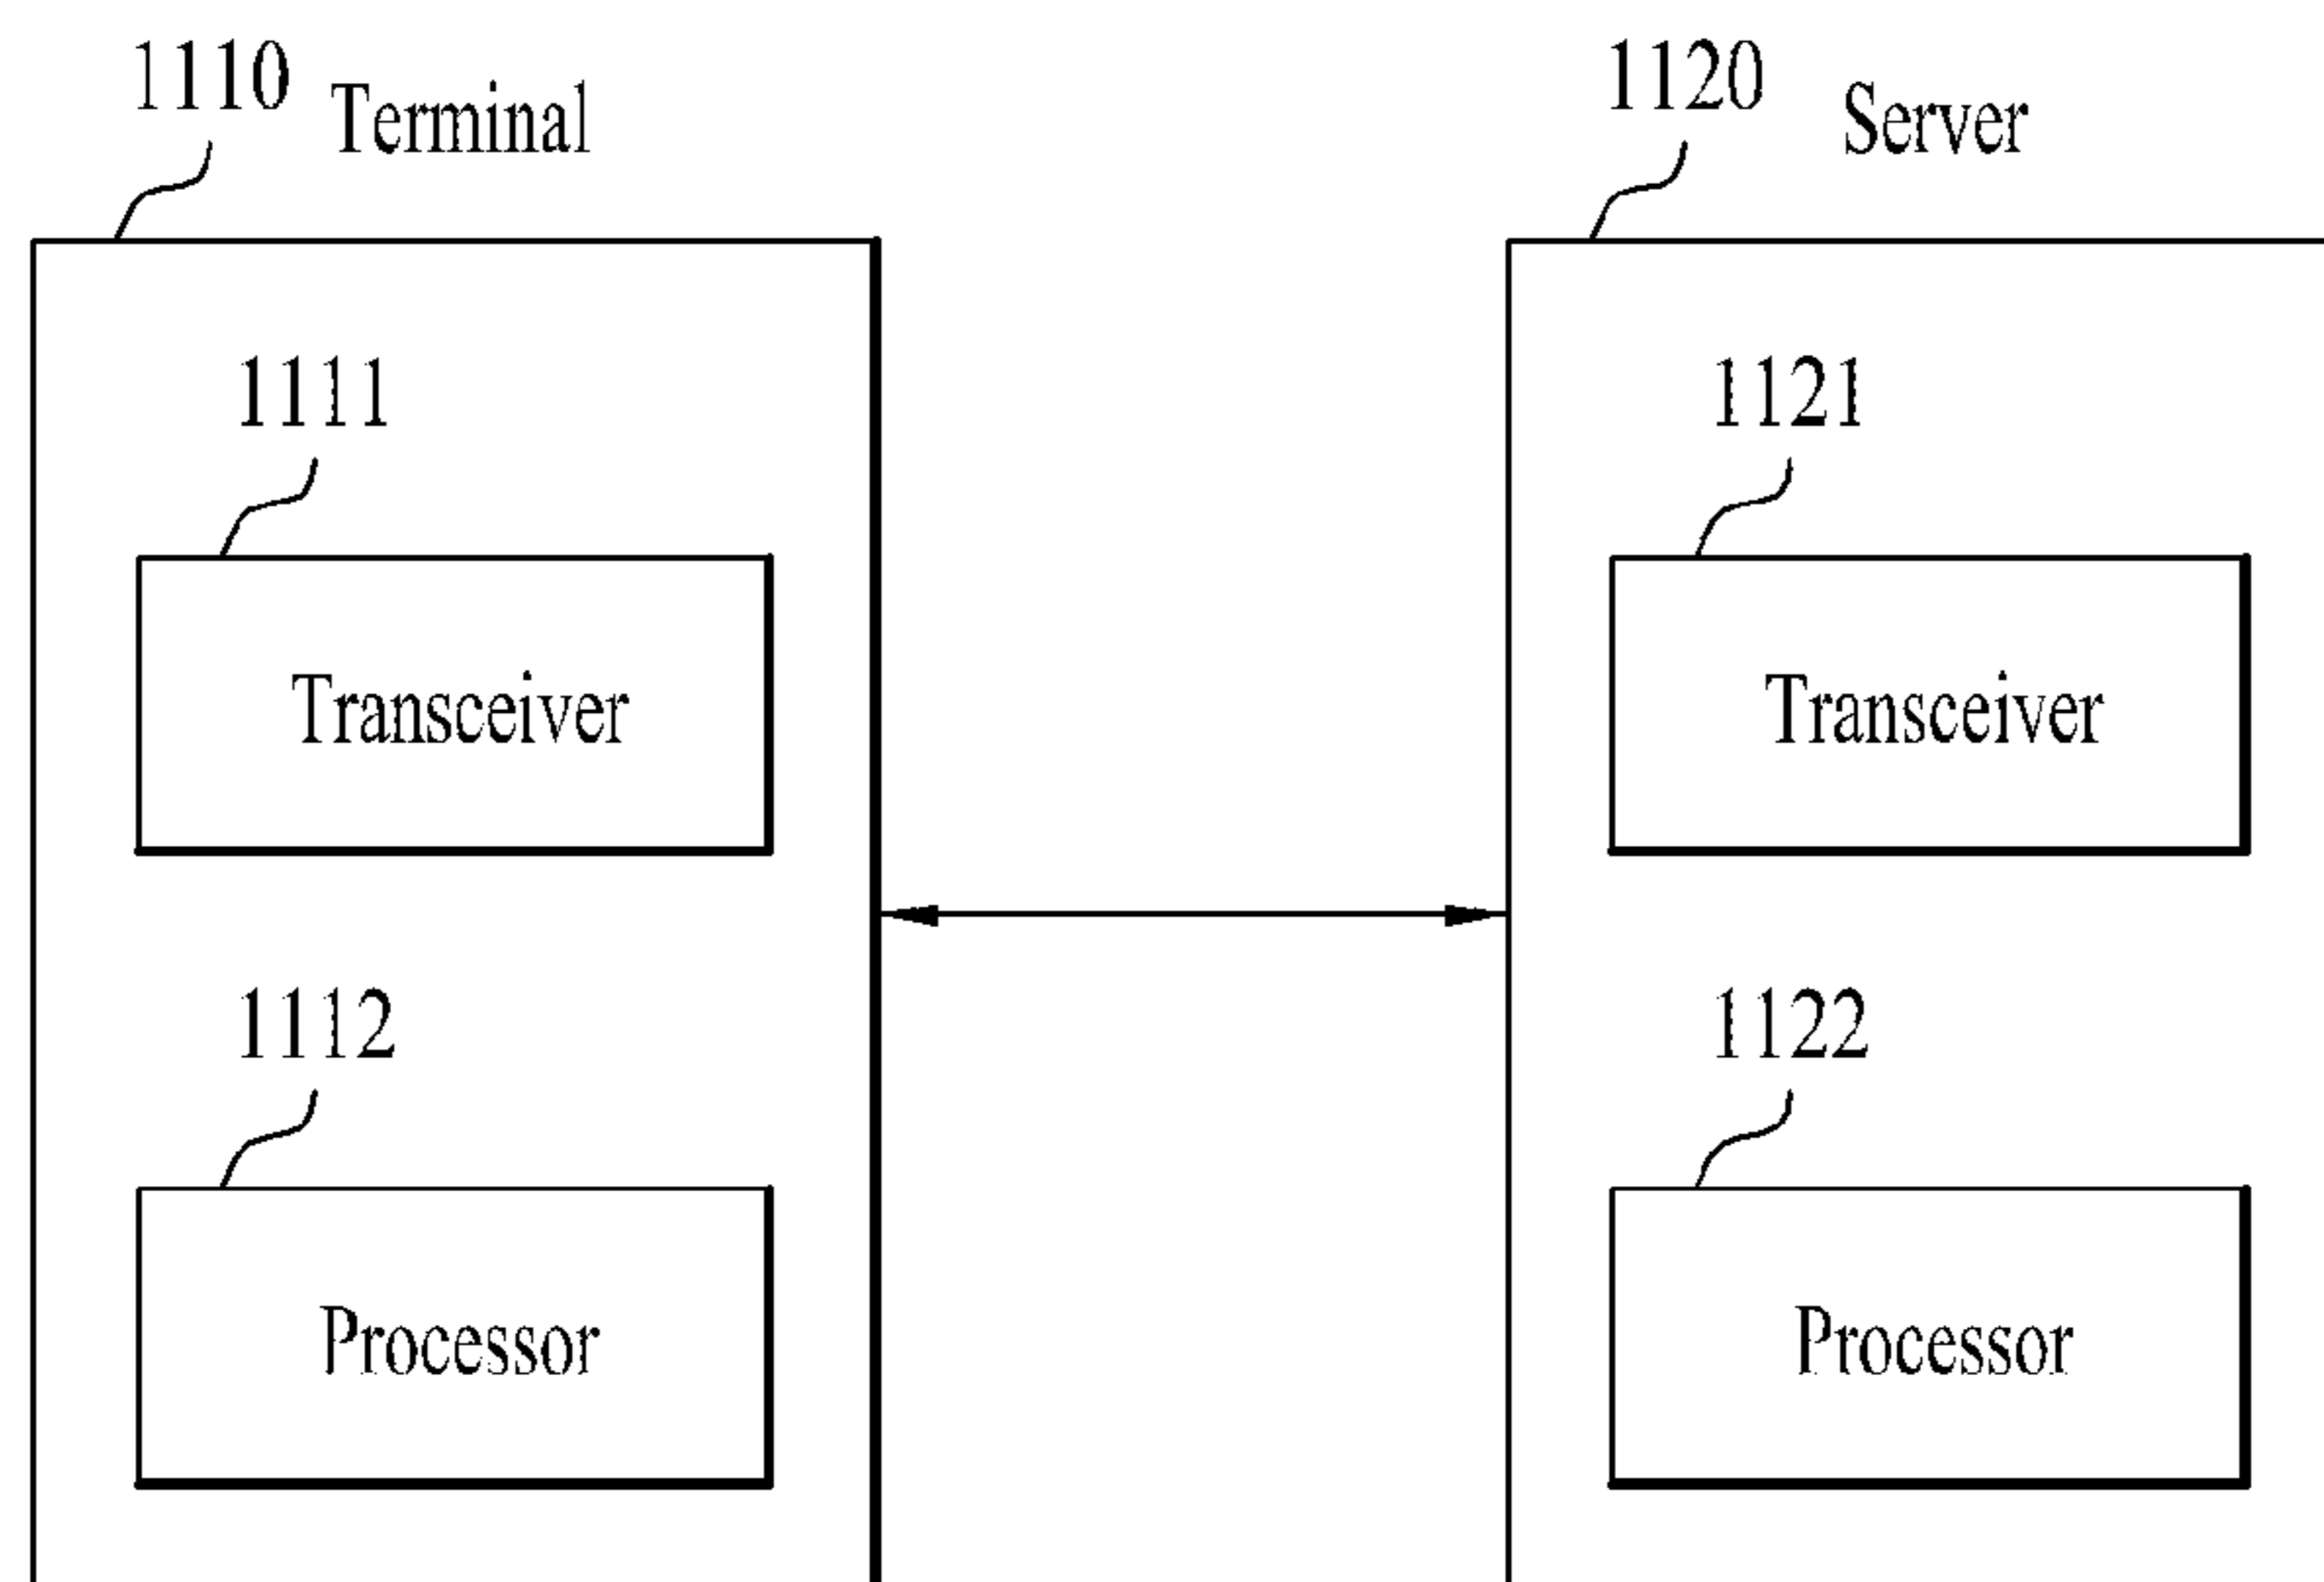 1110 Terminal
1120 Server
1111
1121
Transceiver
Transceiver
1112
1122
Processor
Processor